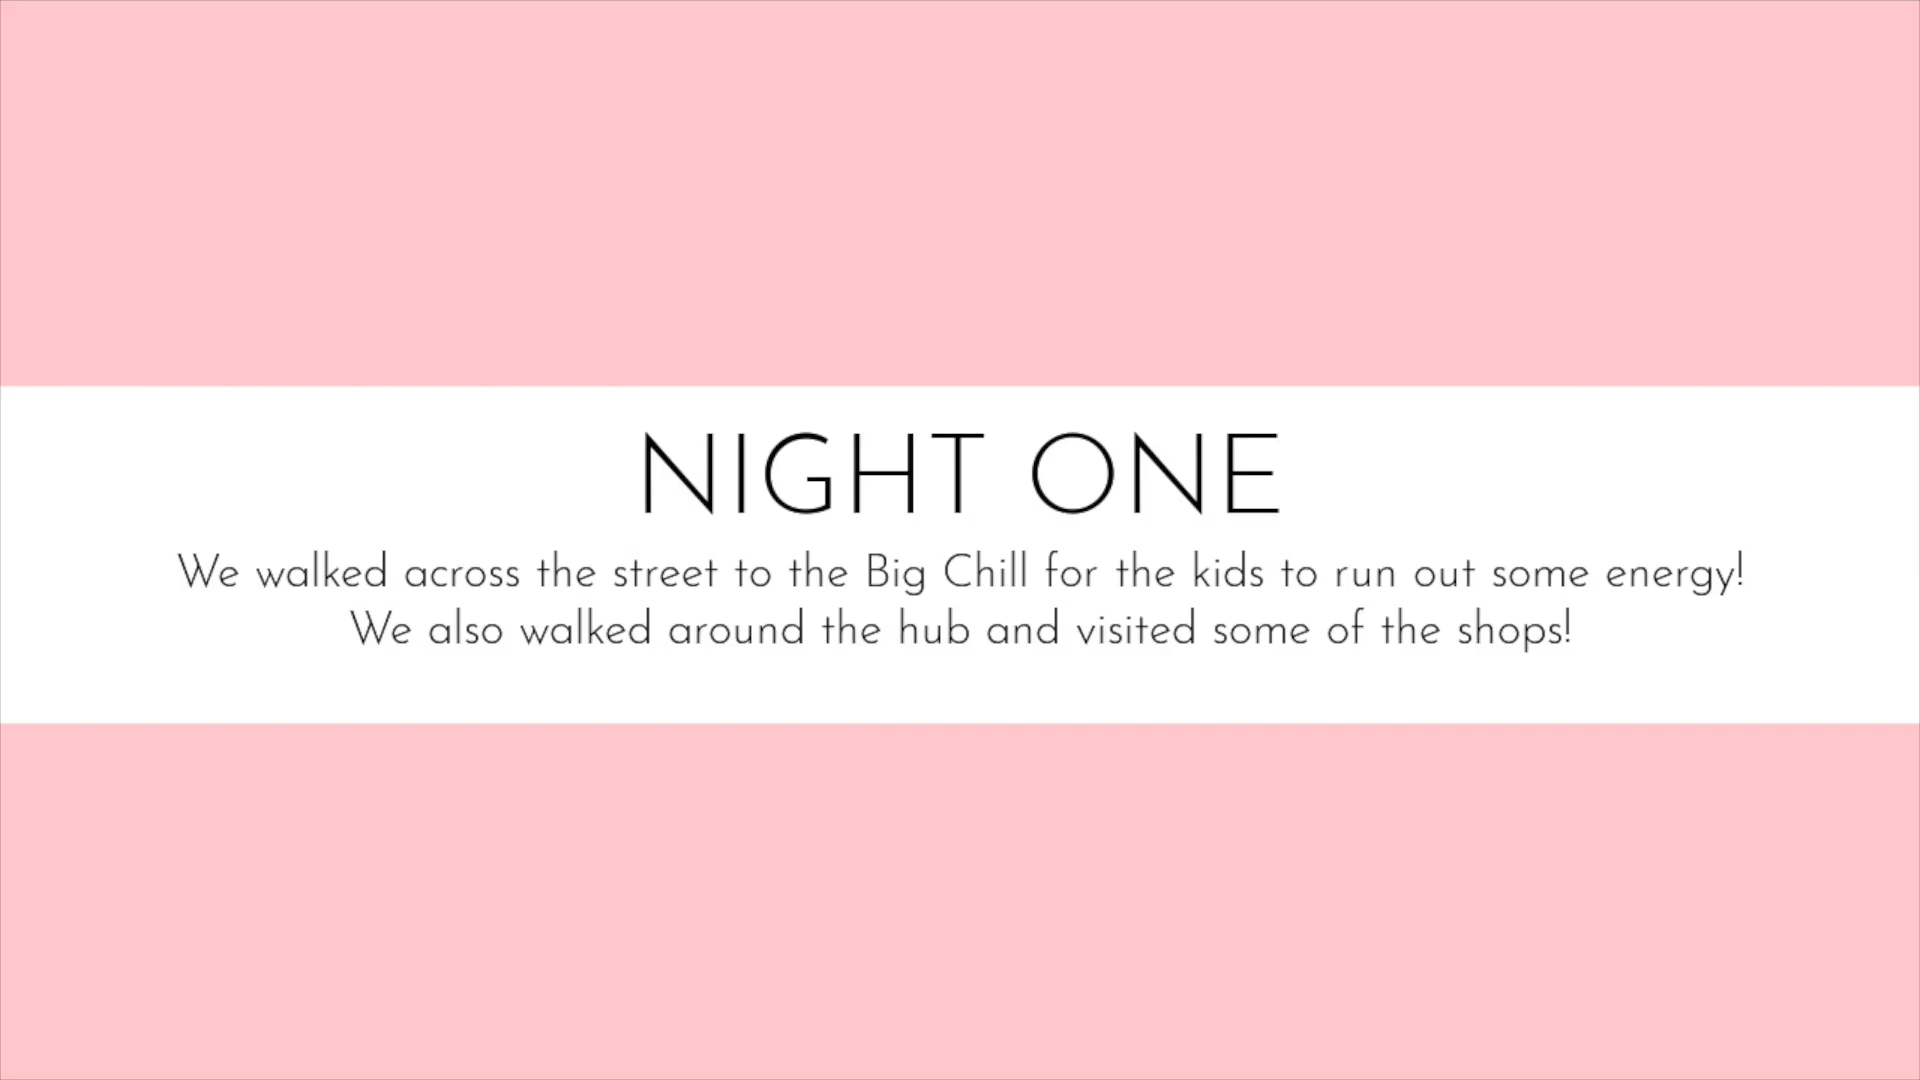 NIGHT ONE
We walked across the street to the Big Chill for the kids to run out some energy!
We also walked around the hub and visited some of the shops!